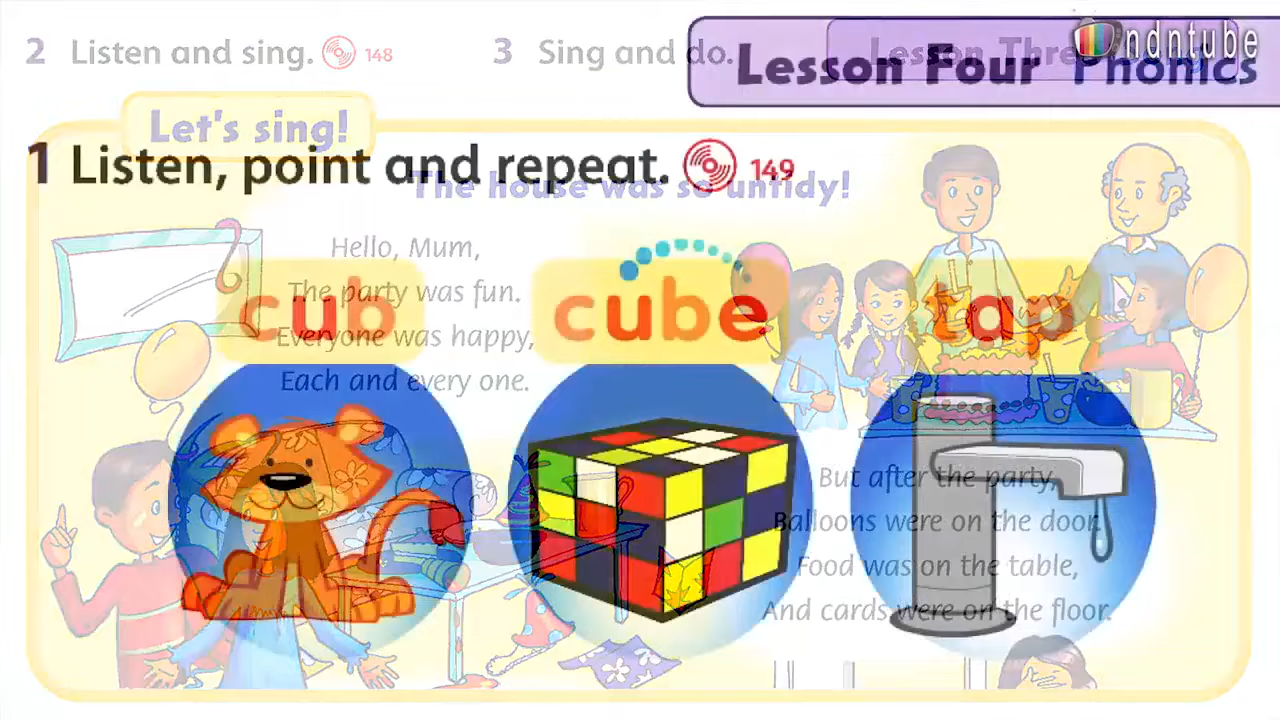 2 Listen and sing. 148
3 Sing and do.
Lesson Three
Lesson Four Phonics
ndntube
Let's sing!
1 Listen, point and repeat. 149
The house was so untidy!
Hello, Mum,
The party was fun.
Everyone was happy,
Each and every one.
cub
cube
tap
But after the party,
Balloons were on the door.
Food was on the table,
And cards were on the floor.